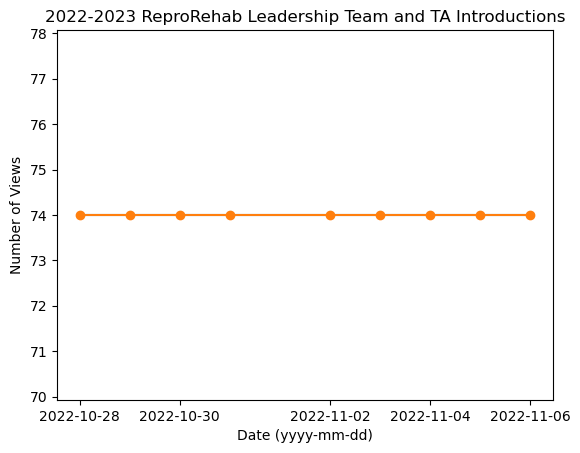 2022-2023 ReproRehab Leadership Team and TA Introductions
78
77
76
75
74
73
72
71
70
Number of Views
2022-10-28 2022-10-30 2022-11-02 2022-11-04 2022-11-06
Date (yyyy-mm-dd)